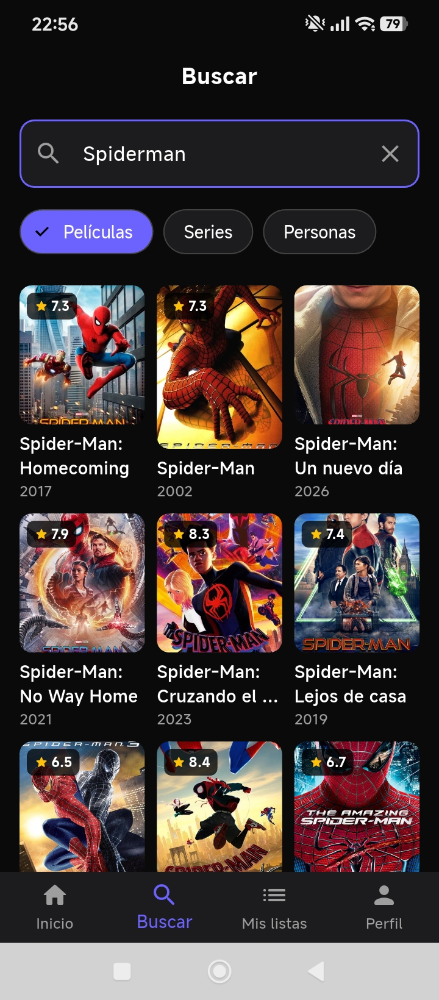 22:56
79
Buscar
Spiderman
Películas
Series
Personas
7.3
7.3
SPIDER-MAN
SPIDER-MAN
SPIDER-MAN
Spider-Man:
Homecoming
2017
Spider-Man
2002
Spider-Man:
Un nuevo día
2026
7.9
8.3
7.4
SPIDER-MAN
SPIDER-MAN
SPIDER-MAN
Spider-Man:
No Way Home
2021
Spider-Man:
Cruzando el ...
2023
Spider-Man:
Lejos de casa
2019
SPIDER-MAN 3
6.5
8.4
SPIDER-MAN
6.7
THE AMAZING
SPIDER-MAN
Inicio
Buscar
Mis listas
Perfil